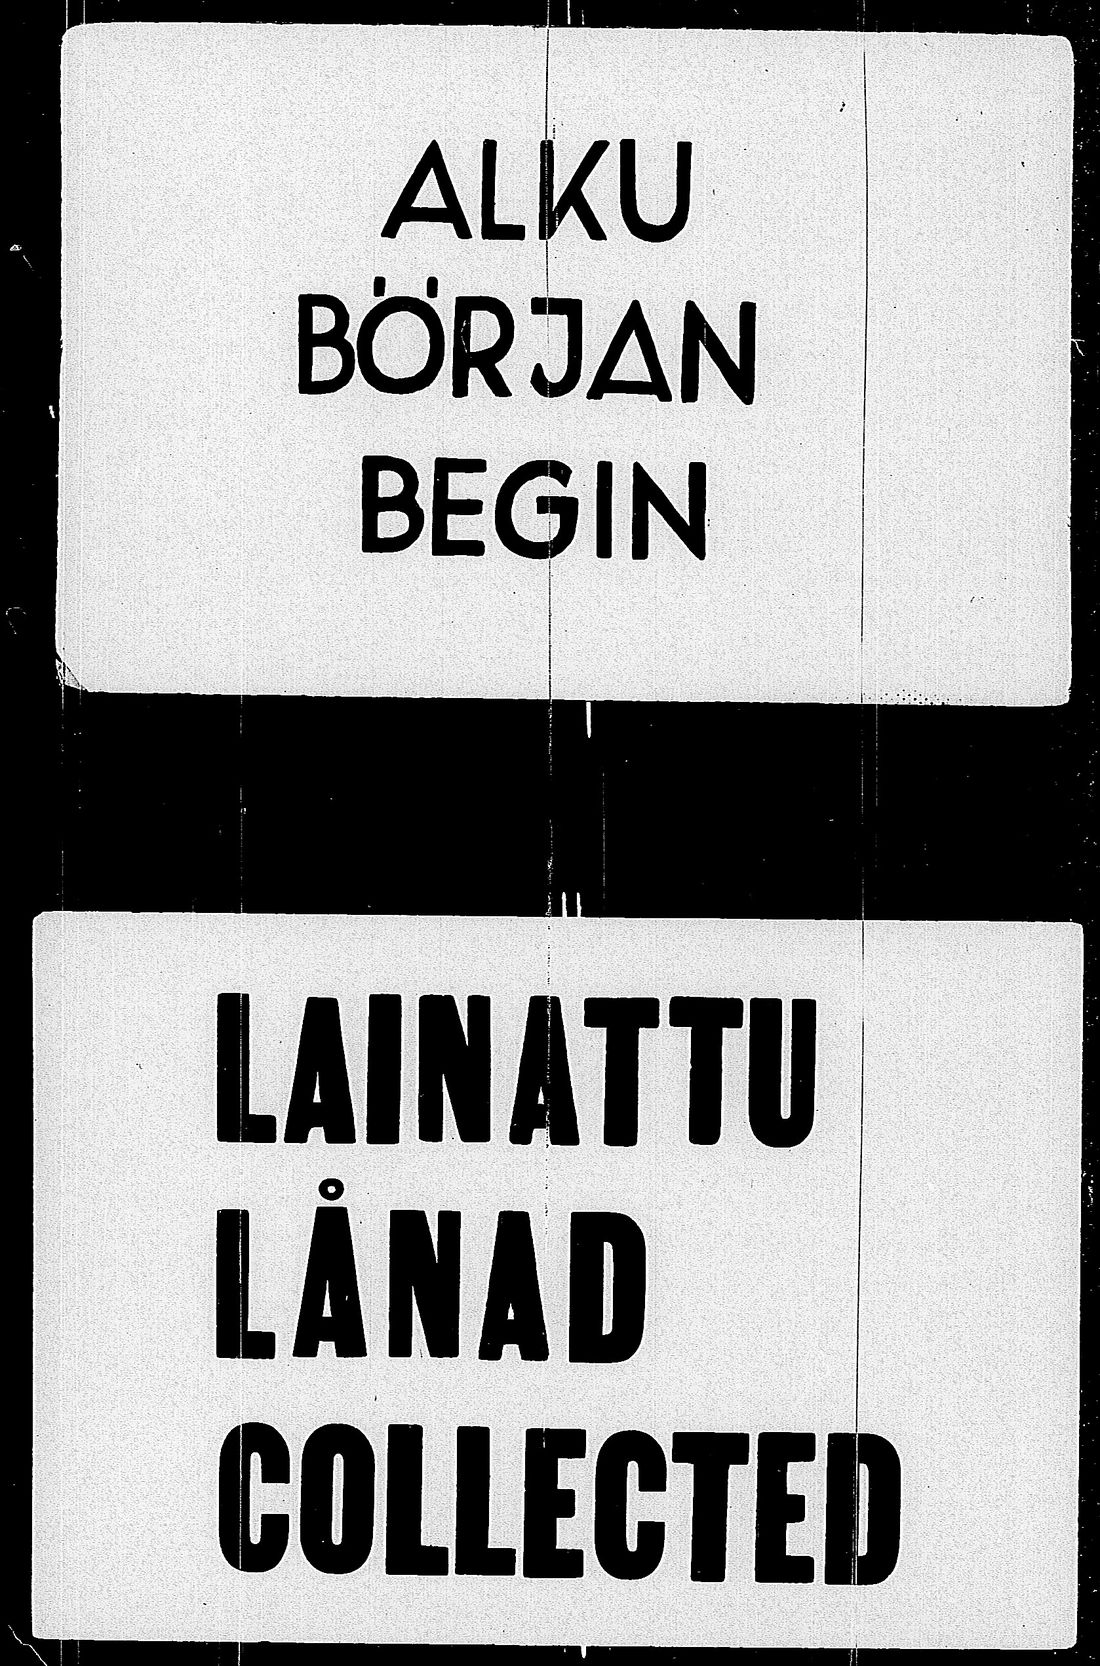 ALKU
BÖRJAN
BEGIN
LAINATTU
LÅNAD
COLLECTED